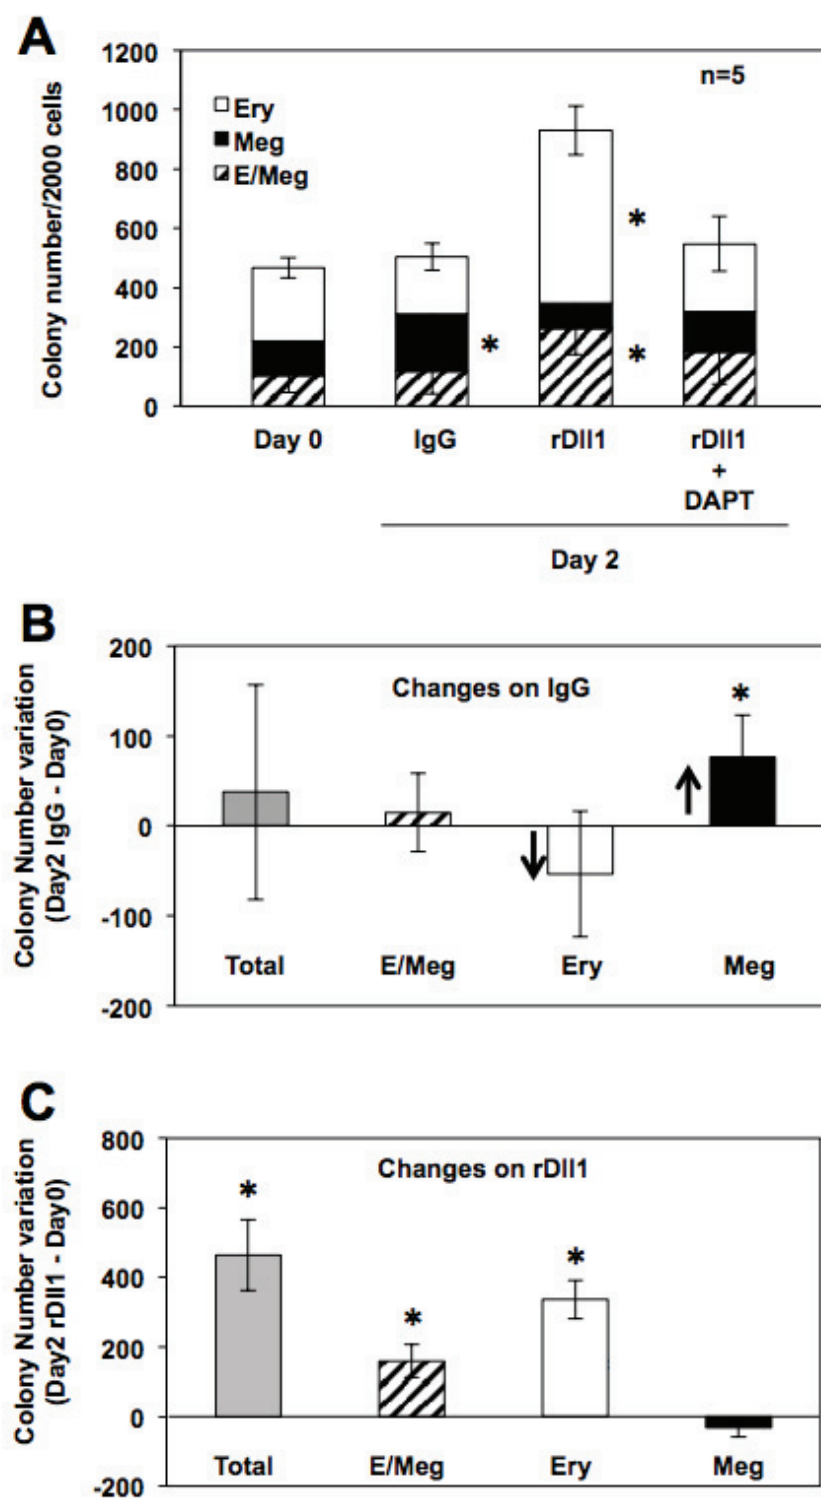 A
Colony number/2000 cells
1200
1000
800
600
400
200
0
n=5
Ery
Meg
E/Meg
*
*
*
Day 0 IgG rDll1 rDll1
+
DAPT
Day 2
B
Colony Number variation
(Day2 IgG - Day0)
200
100
0
-100
-200
Changes on IgG
*
Total E/Meg Ery Meg
C
Colony Number variation
(Day2 rDll1 - Day0)
800
600
400
200
0
-200
Changes on rDll1
*
*
*
Total E/Meg Ery Meg